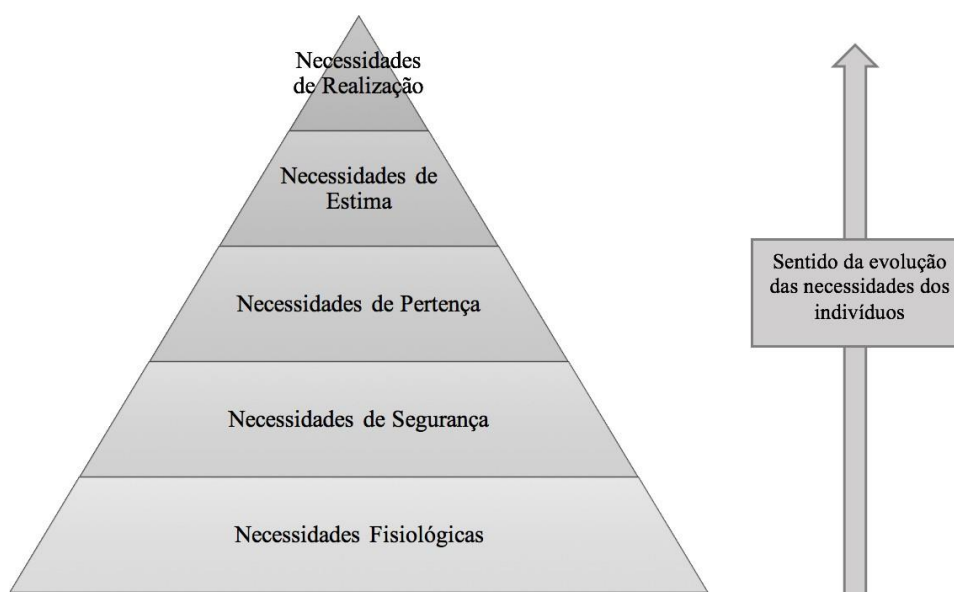 Necessidades
de Realização
Necessidades de
Estima
Necessidades de Pertença
Necessidades de Segurança
Necessidades Fisiológicas
Sentido da evolução
das necessidades dos
indivíduos